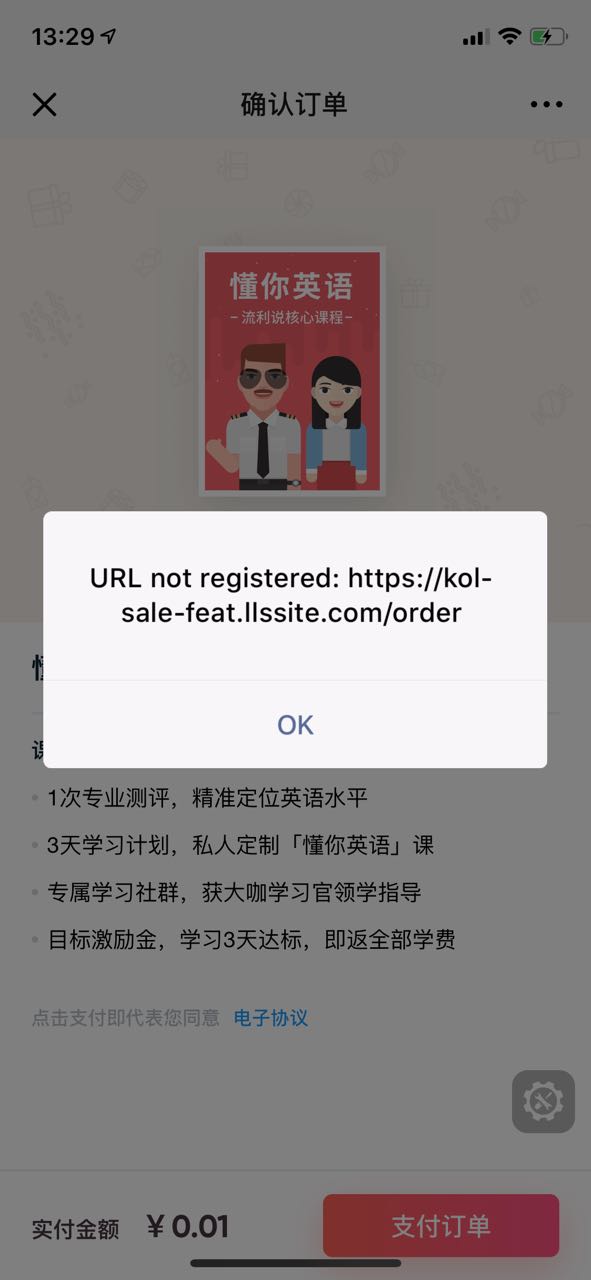 13:29
确认订单
懂你英语
-流利说核心课程-
URL not registered: https://kol-
sale-feat.llssite.com/order
OK
1次专业测评，精准定位英语水平
3天学习计划，私人定制「懂你英语」课
专属学习社群，获大咖学习官领学指导
目标激励金，学习3天达标，即返全部学费
点击支付即代表您同意 电子协议
实付金额 ¥ 0.01 支付订单